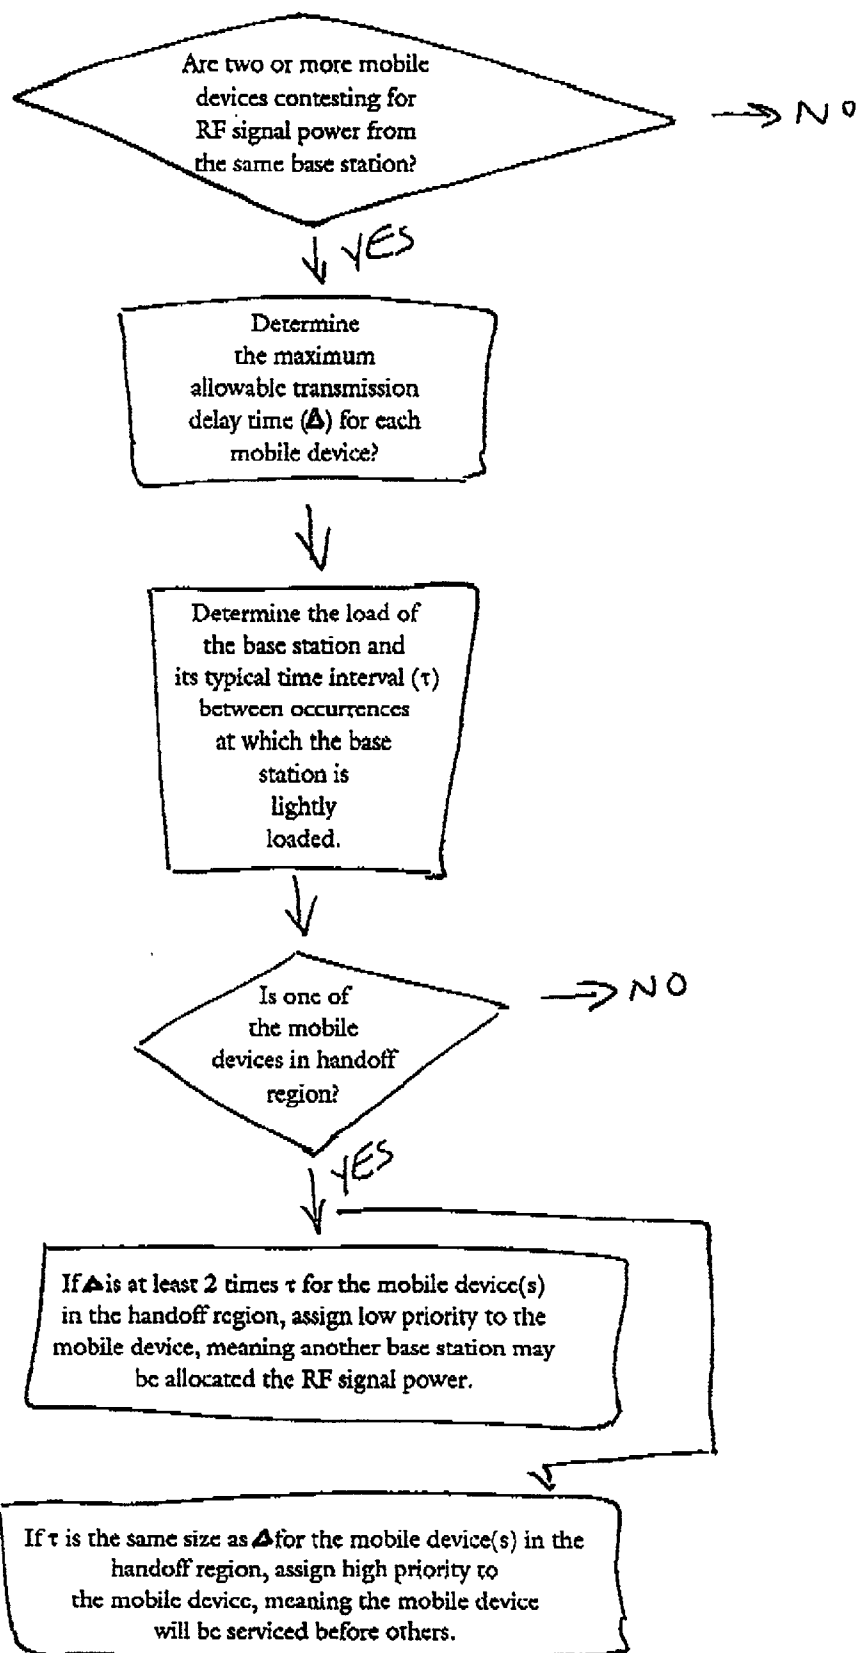 Are two or more mobile
devices contesting for
RF signal power from
the same base station?
NO
YES
Determine
the maximum
allowable transmission
delay time (Δ) for each
mobile device?
Determine the load of
the base station and
its typical time interval (τ)
between occurrences
at which the base
station is
lightly
loaded.
Is one of
the mobile
devices in handoff
region?
NO
YES
If Δ is at least 2 times τ for the mobile device(s)
in the handoff region, assign low priority to the
mobile device, meaning another base station may
be allocated the RF signal power.
If τ is the same size as Δ for the mobile device(s) in the
handoff region, assign high priority to
the mobile device, meaning the mobile device
will be serviced before others.